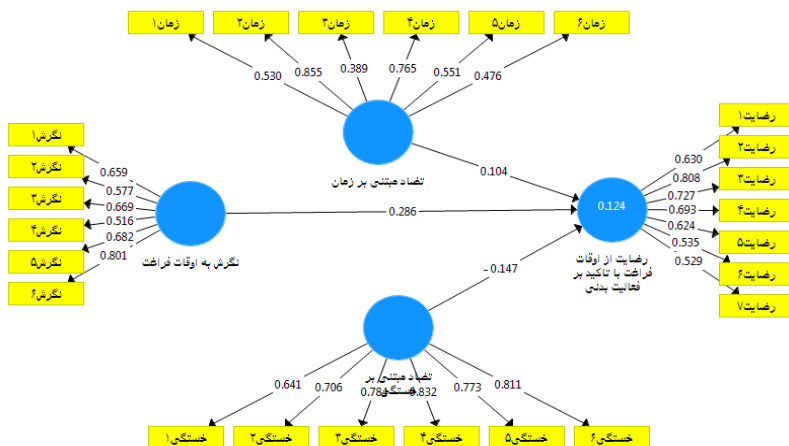 زمان۱
زمان۲
زمان۳
زمان۴
زمان۵
زمان۶
0.530
0.855
0.389
0.765
0.551
0.476
نگرش۱
نگرش۲
نگرش۳
نگرش۴
نگرش۵
نگرش۶
0.659
0.577
0.669
0.516
0.682
0.801
تضاد مبتنی بر زمان
نگرش به اوقات فراغت
0.104
0.286
- 0.147
0.124
رضایت از اوقات
فراغت با تاکید بر
فعالیت بدنی
رضایت۱
رضایت۲
رضایت۳
رضایت۴
رضایت۵
رضایت۶
رضایت۷
0.630
0.808
0.727
0.693
0.624
0.535
0.529
تضاد مبتنی بر
خستگی
0.641
0.706
0.832
0.773
0.811
خستگی۱
خستگی۲
خستگی۳
خستگی۴
خستگی۵
خستگی۶